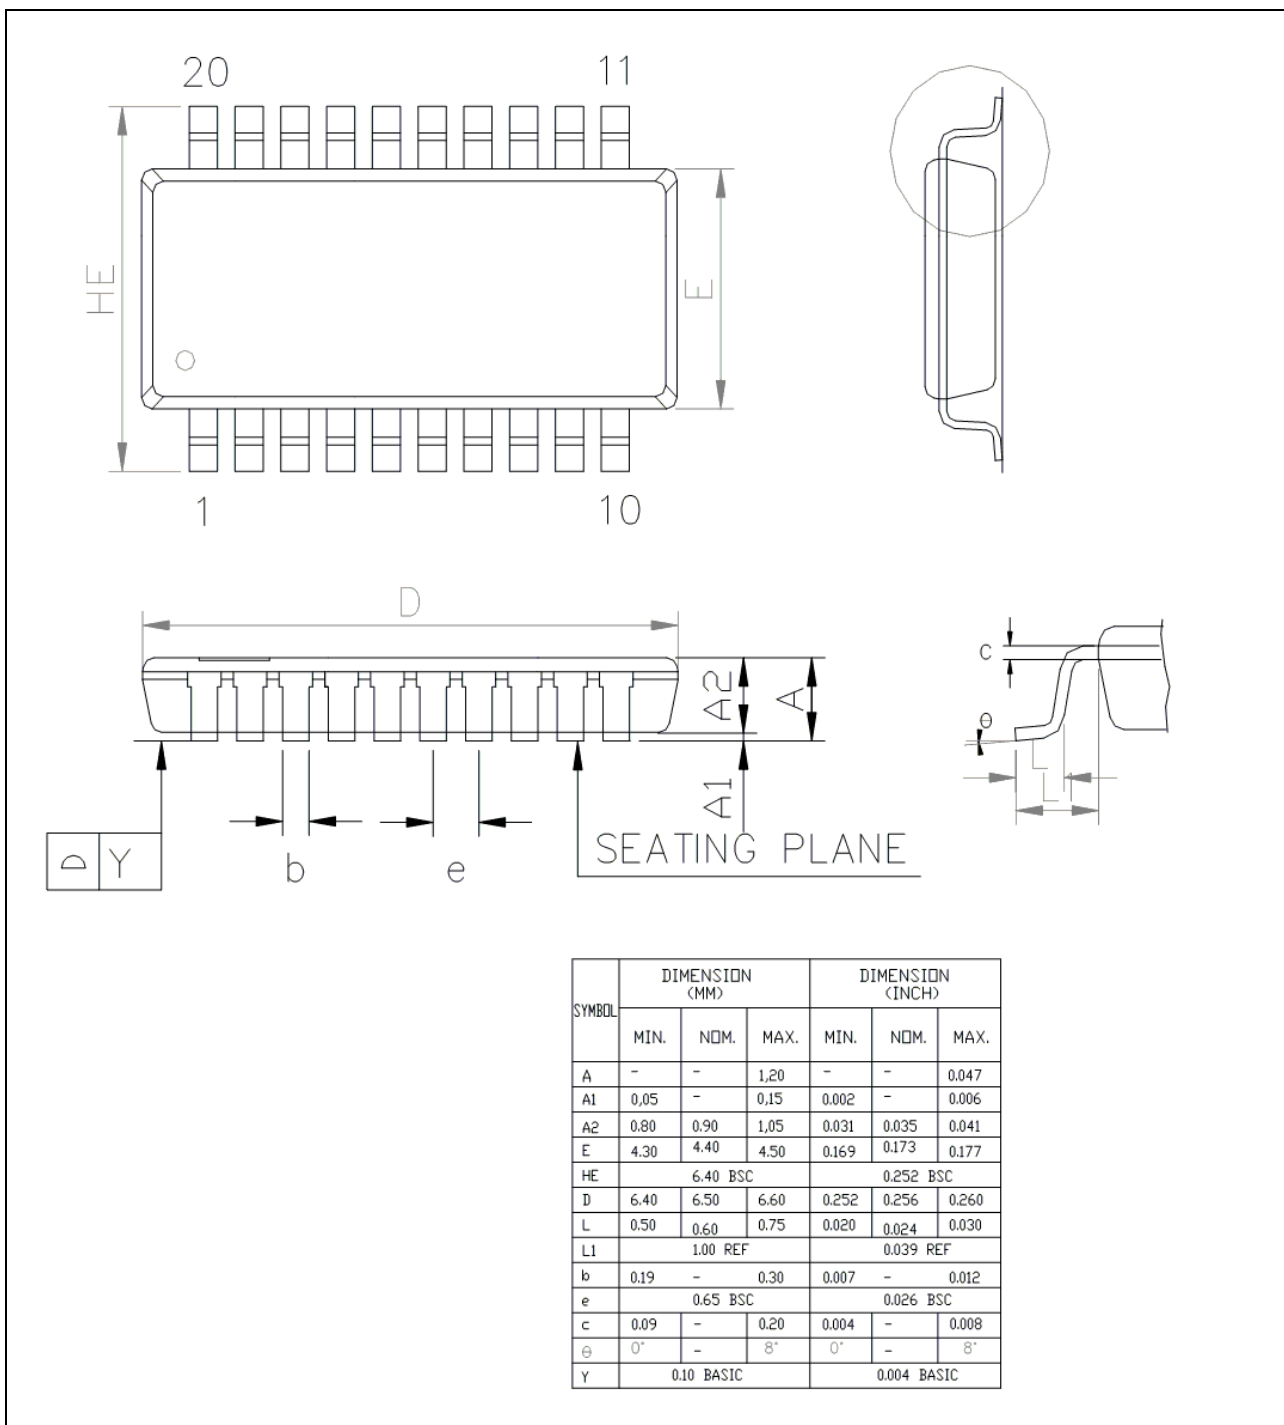 20 11
HE
E
1 10
D
A2
A
A1
C
θ
L
L1
Y
b
e
SEATING PLANE
SYMBOL DIMENSION (MM) DIMENSION (INCH)
MIN. NOM. MAX. MIN. NOM. MAX.
A - - 1,20 - - 0.047
A1 0,05 - 0,15 0.002 - 0.006
A2 0.80 0.90 1,05 0.031 0.035 0.041
E 4.30 4.40 4.50 0.169 0.173 0.177
HE 6.40 BSC 0.252 BSC
D 6.40 6.50 6.60 0.252 0.256 0.260
L 0.50 0.60 0.75 0.020 0.024 0.030
L1 1.00 REF 0.039 REF
b 0.19 - 0.30 0.007 - 0.012
e 0.65 BSC 0.026 BSC
c 0.09 - 0.20 0.004 - 0.008
θ 0° - 8° 0° - 8°
Y 0.10 BASIC 0.004 BASIC